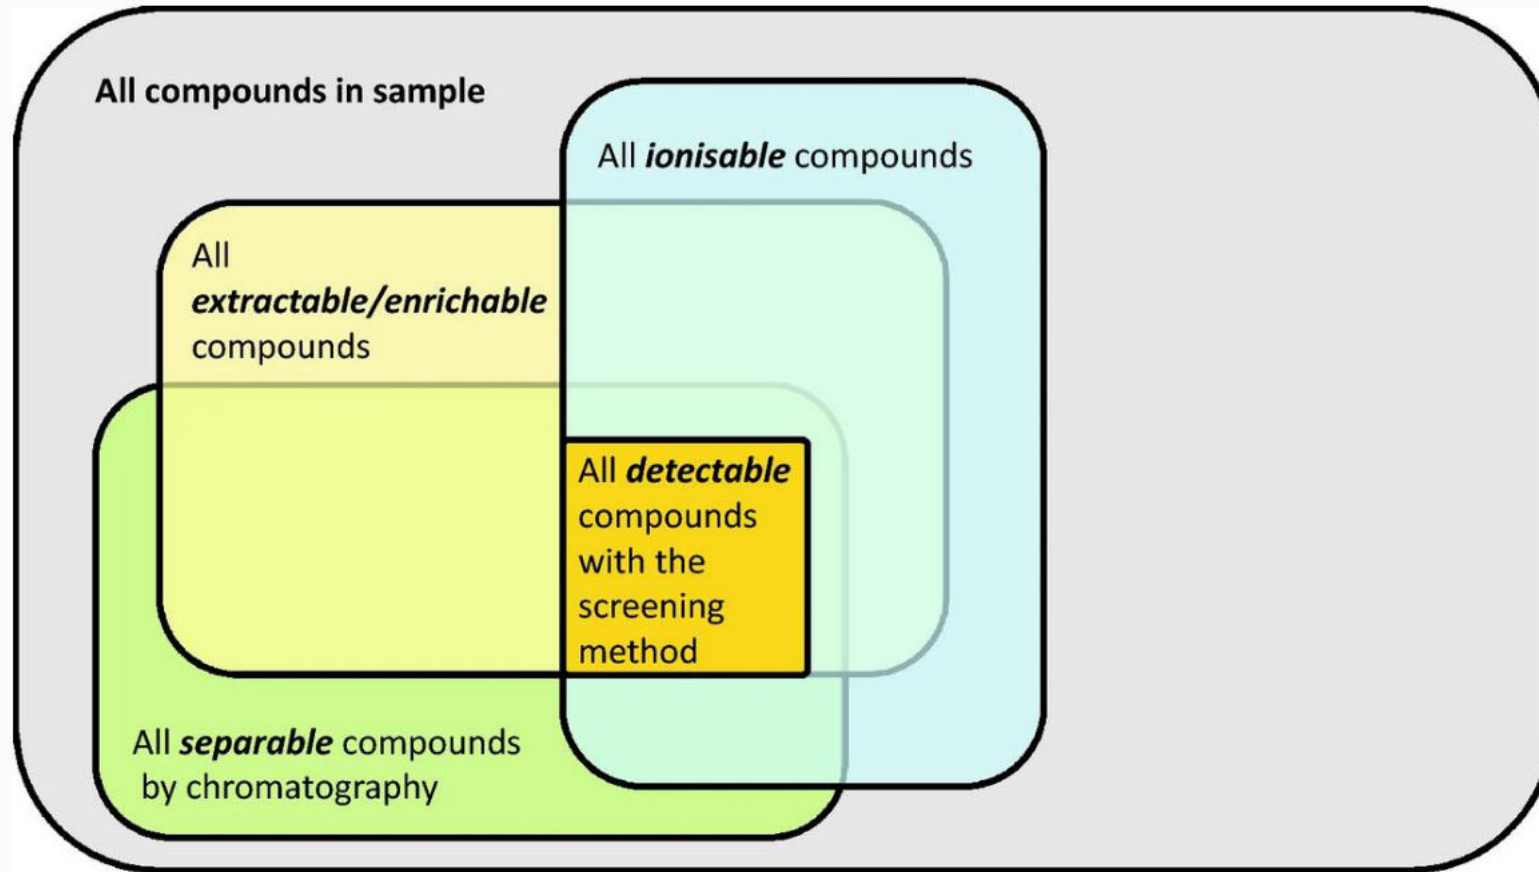 All compounds in sample
All ionisable compounds
All
extractable/enrichable
compounds
All detectable
compounds
with the
screening
method
All separable compounds
by chromatography